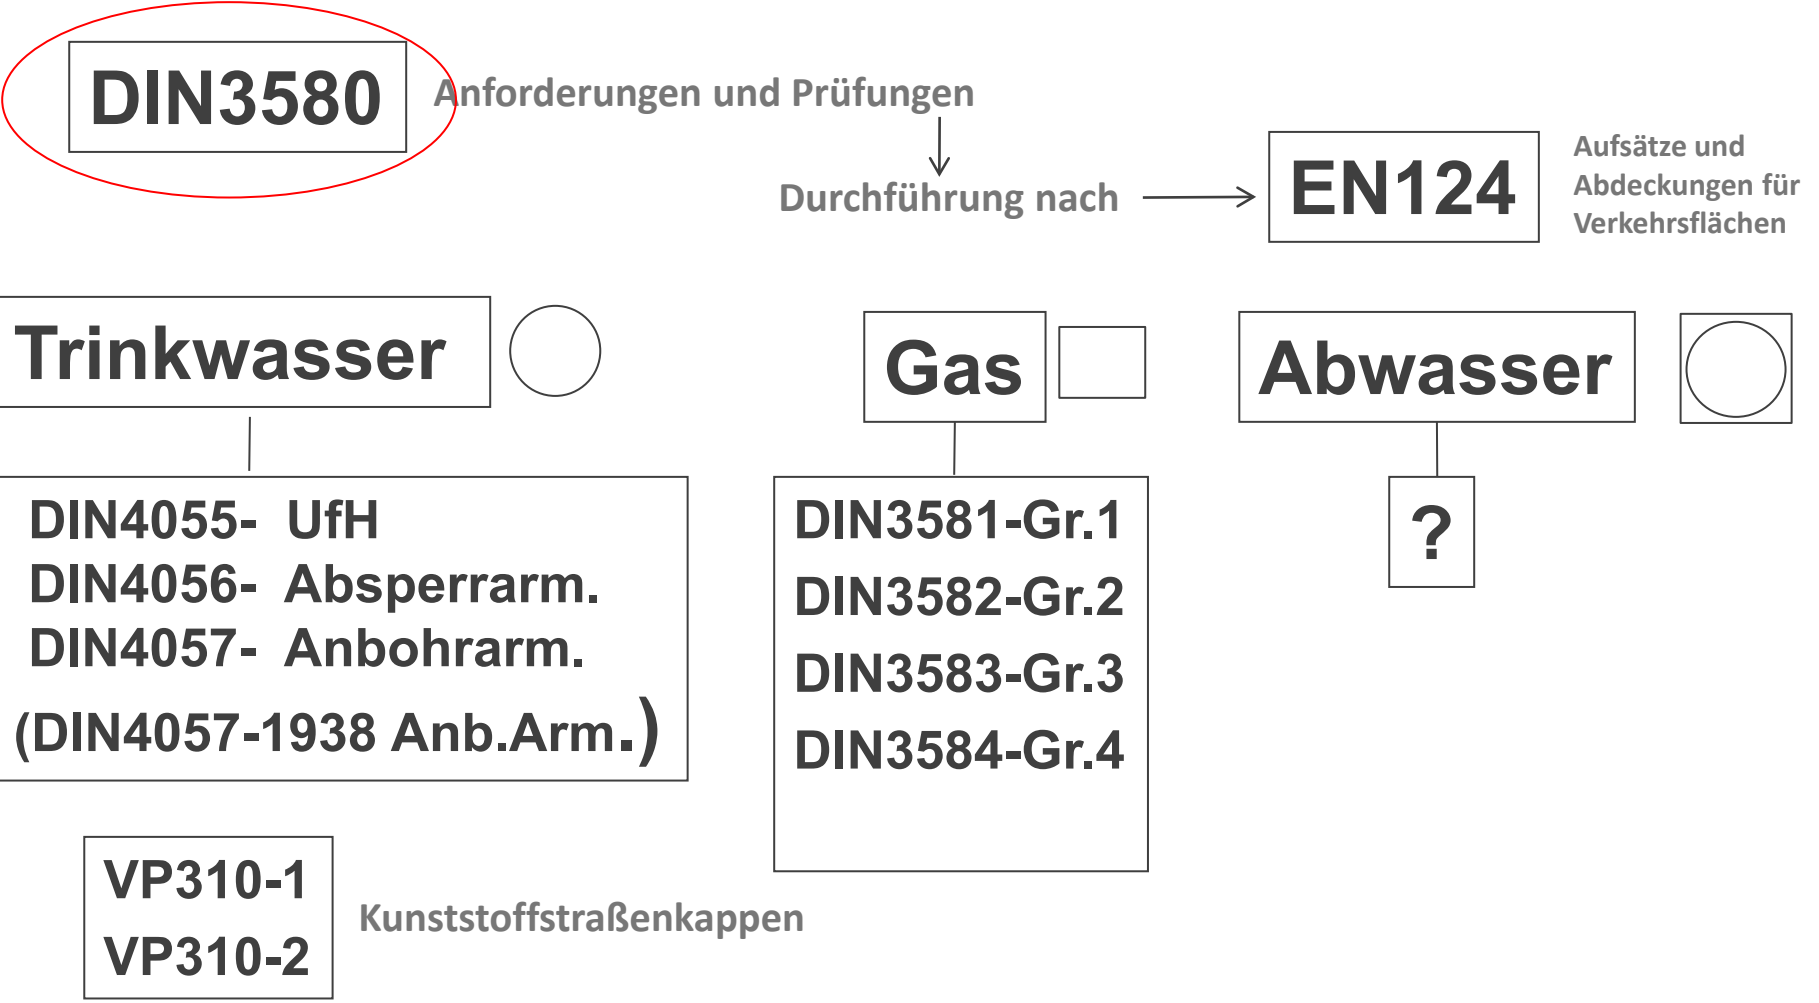 DIN3580
Anforderungen und Prüfungen
Durchführung nach
EN124
Aufsätze und
Abdeckungen für
Verkehrsflächen
Trinkwasser
Gas
Abwasser
DIN4055- UfH
DIN4056- Absperrarm.
DIN4057- Anbohrarm.
(DIN4057-1938 Anb.Arm.)
DIN3581-Gr.1
DIN3582-Gr.2
DIN3583-Gr.3
DIN3584-Gr.4
?
VP310-1
VP310-2
Kunststoffstraßenkappen